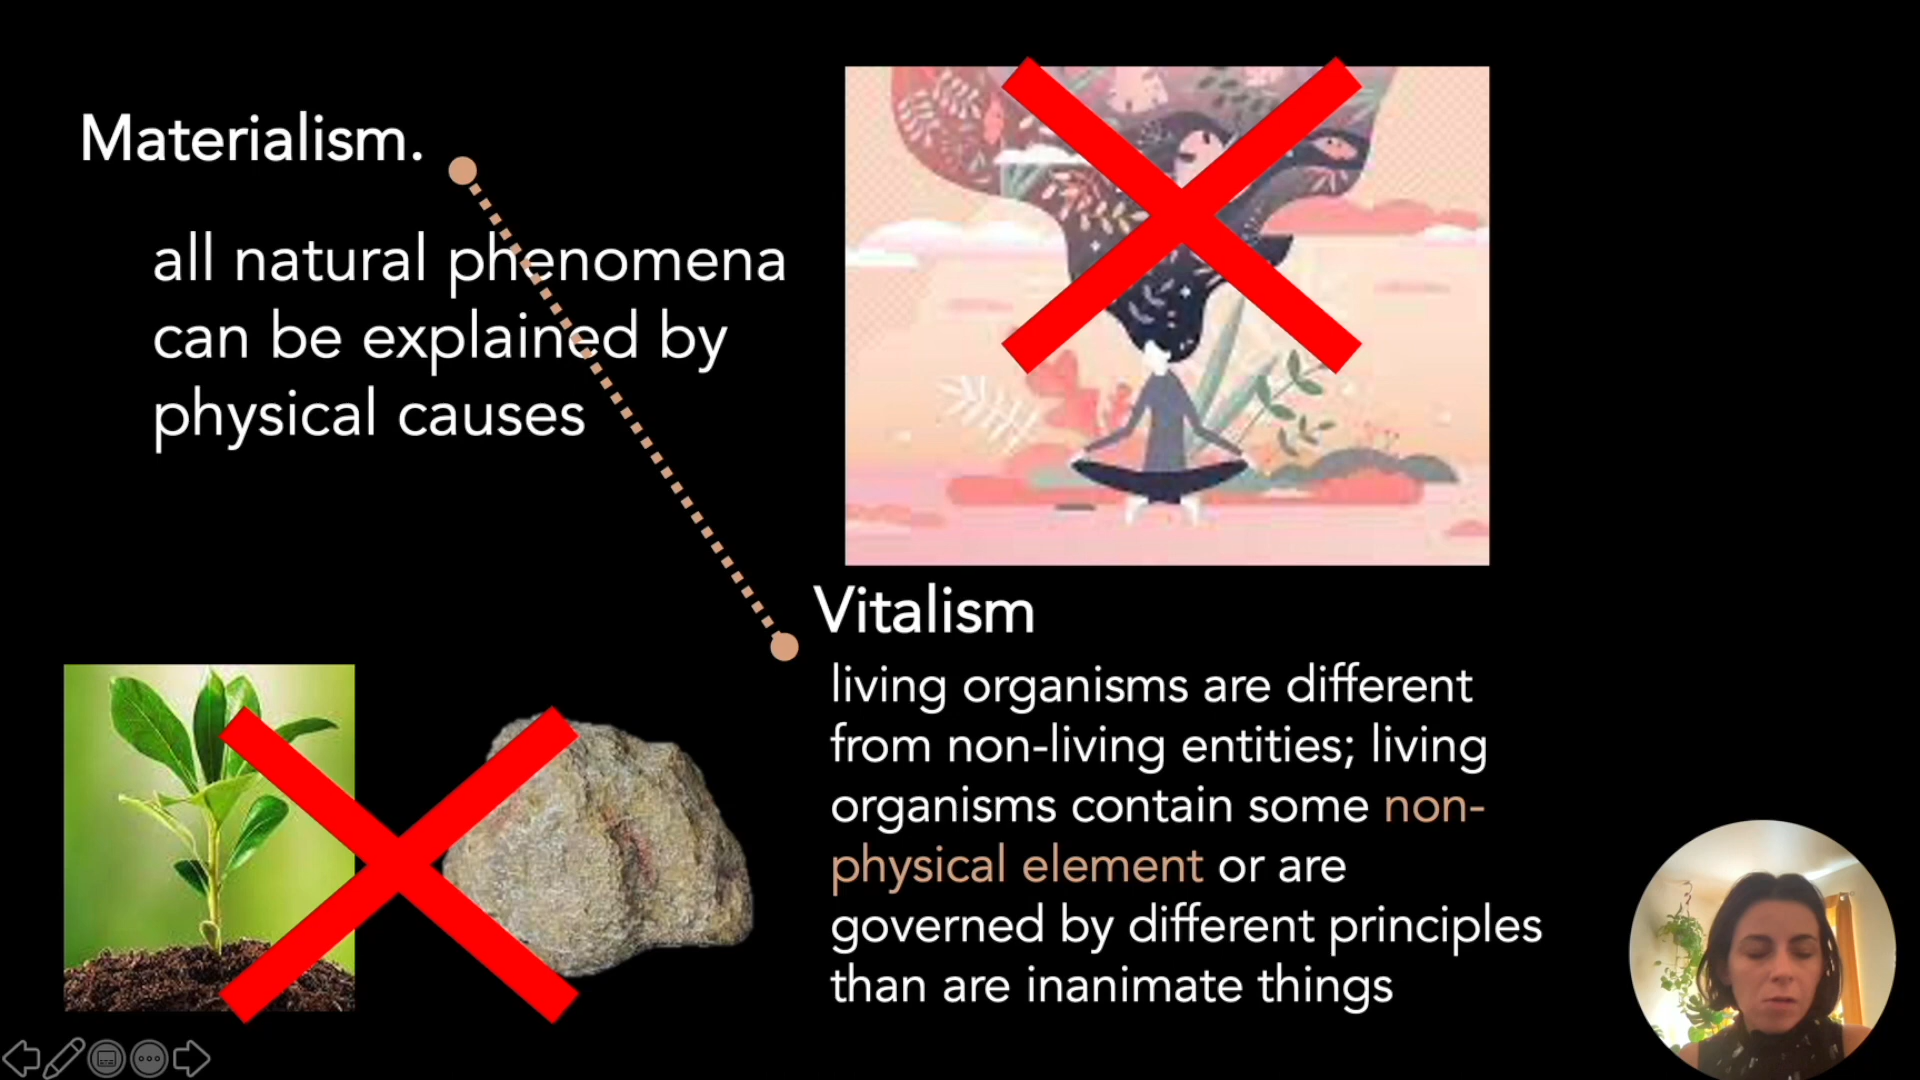 Materialism.
all natural phenomena
can be explained by
physical causes
Vitalism
living organisms are different
from non-living entities; living
organisms contain some non-
physical element or are
governed by different principles
than are inanimate things